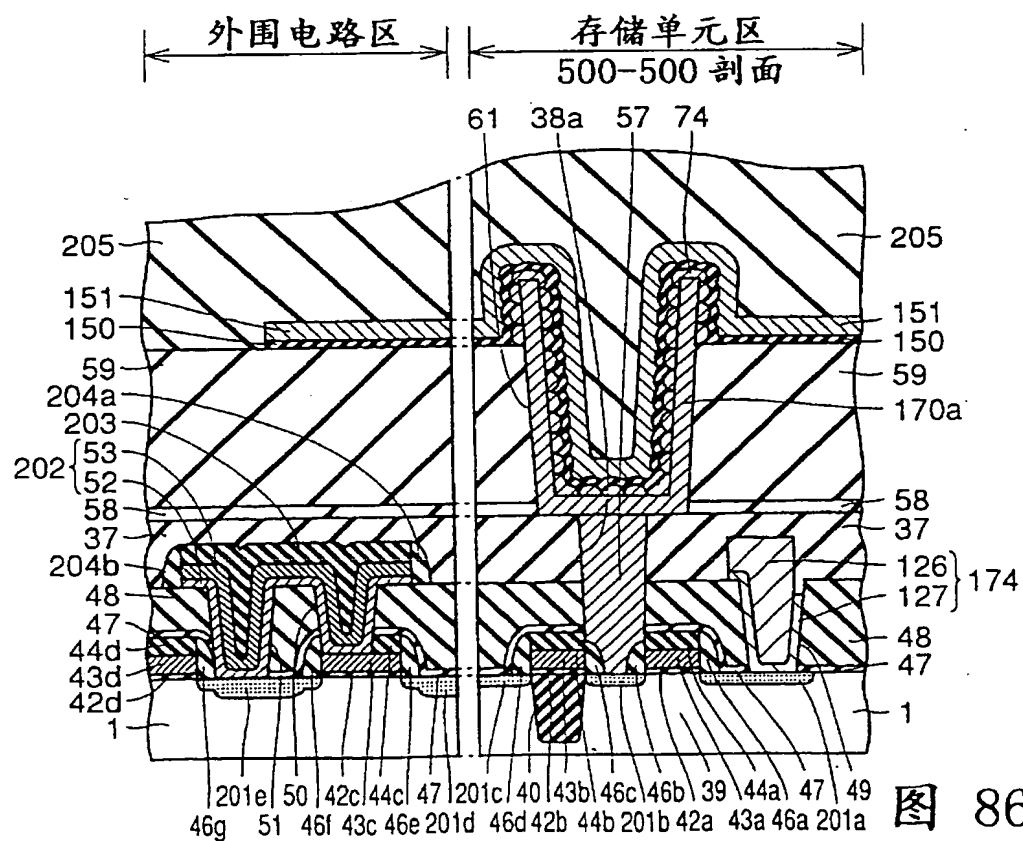 外围电路区 存储单元区
500-500 剖面
61 38a 57 74
205 205
151 151
150 150
59 59
204a
203 170a
202 { 53
52
58 58
37 37
204b 126 } 174
48 127
47 48
44d 47
43d
42d
1 1
201e 50 42c 44c 47 201c 40 43b 46c 46b 39 44a 47 49
46g 51 46f 43c 46e 201d 46d 42b 44b 201b 42a 43a 46a 201a
图 86